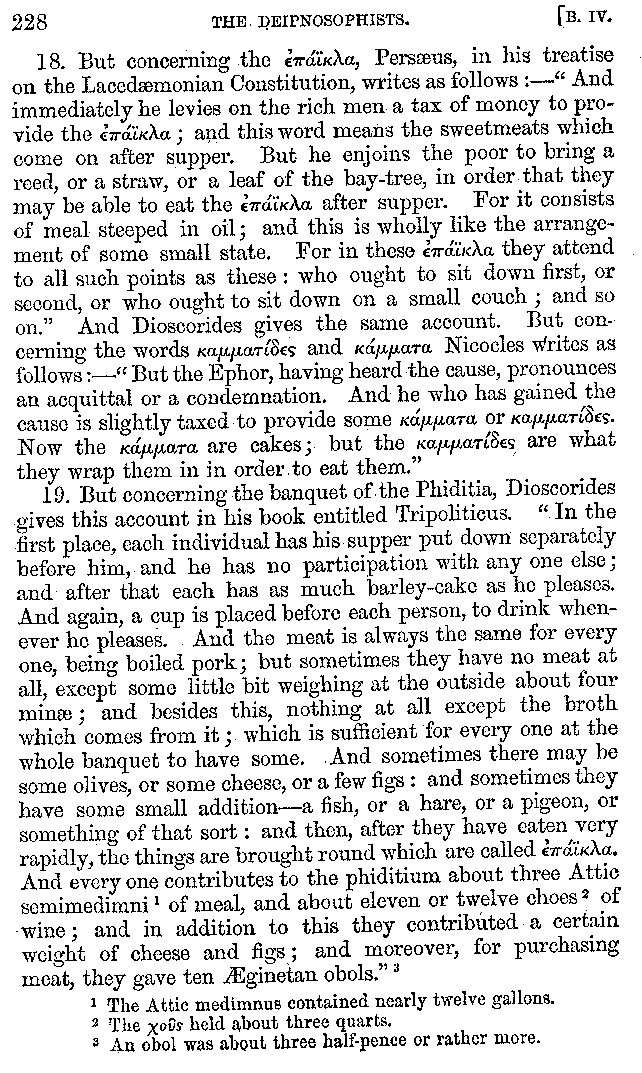 228 THE DEIPNOSOPHISTS. [B. IV.
18. But concerning the ἐπάϊκλα, Persæus, in his treatise
on the Lacedæmonian Constitution, writes as follows :—“ And
immediately he levies on the rich men a tax of money to pro-
vide the ἐπάϊκλα ; and this word means the sweetmeats which
come on after supper. But he enjoins the poor to bring a
reed, or a straw, or a leaf of the bay-tree, in order that they
may be able to eat the ἐπάϊκλα after supper. For it consists
of meal steeped in oil ; and this is wholly like the arrange-
ment of some small state. For in these ἐπάϊκλα they attend
to all such points as these : who ought to sit down first, or
second, or who ought to sit down on a small couch ; and so
on.” And Dioscorides gives the same account. But con-
cerning the words καμματίδες and κάμματα Nicocles writes as
follows :—“ But the Ephor, having heard the cause, pronounces
an acquittal or a condemnation. And he who has gained the
cause is slightly taxed to provide some κάμματα or καμματίδες.
Now the κάμματα are cakes ; but the καμματίδες are what
they wrap them in in order to eat them.”
19. But concerning the banquet of the Phiditia, Dioscorides
gives this account in his book entitled Tripoliticus. “ In the
first place, each individual has his supper put down separately
before him, and he has no participation with any one else ;
and after that each has as much barley-cake as he pleases.
And again, a cup is placed before each person, to drink when-
ever he pleases. And the meat is always the same for every
one, being boiled pork ; but sometimes they have no meat at
all, except some little bit weighing at the outside about four
minæ ; and besides this, nothing at all except the broth
which comes from it ; which is sufficient for every one at the
whole banquet to have some. And sometimes there may be
some olives, or some cheese, or a few figs : and sometimes they
have some small addition—a fish, or a hare, or a pigeon, or
something of that sort : and then, after they have eaten very
rapidly, the things are brought round which are called ἐπάϊκλα.
And every one contributes to the phiditium about three Attic
semimedimni ¹ of meal, and about eleven or twelve choes ² of
wine ; and in addition to this they contributed a certain
weight of cheese and figs ; and moreover, for purchasing
meat, they gave ten Æginetan obols.” ³
¹ The Attic medimnus contained nearly twelve gallons.
² The χοῦς held about three quarts.
³ An obol was about three half-pence or rather more.